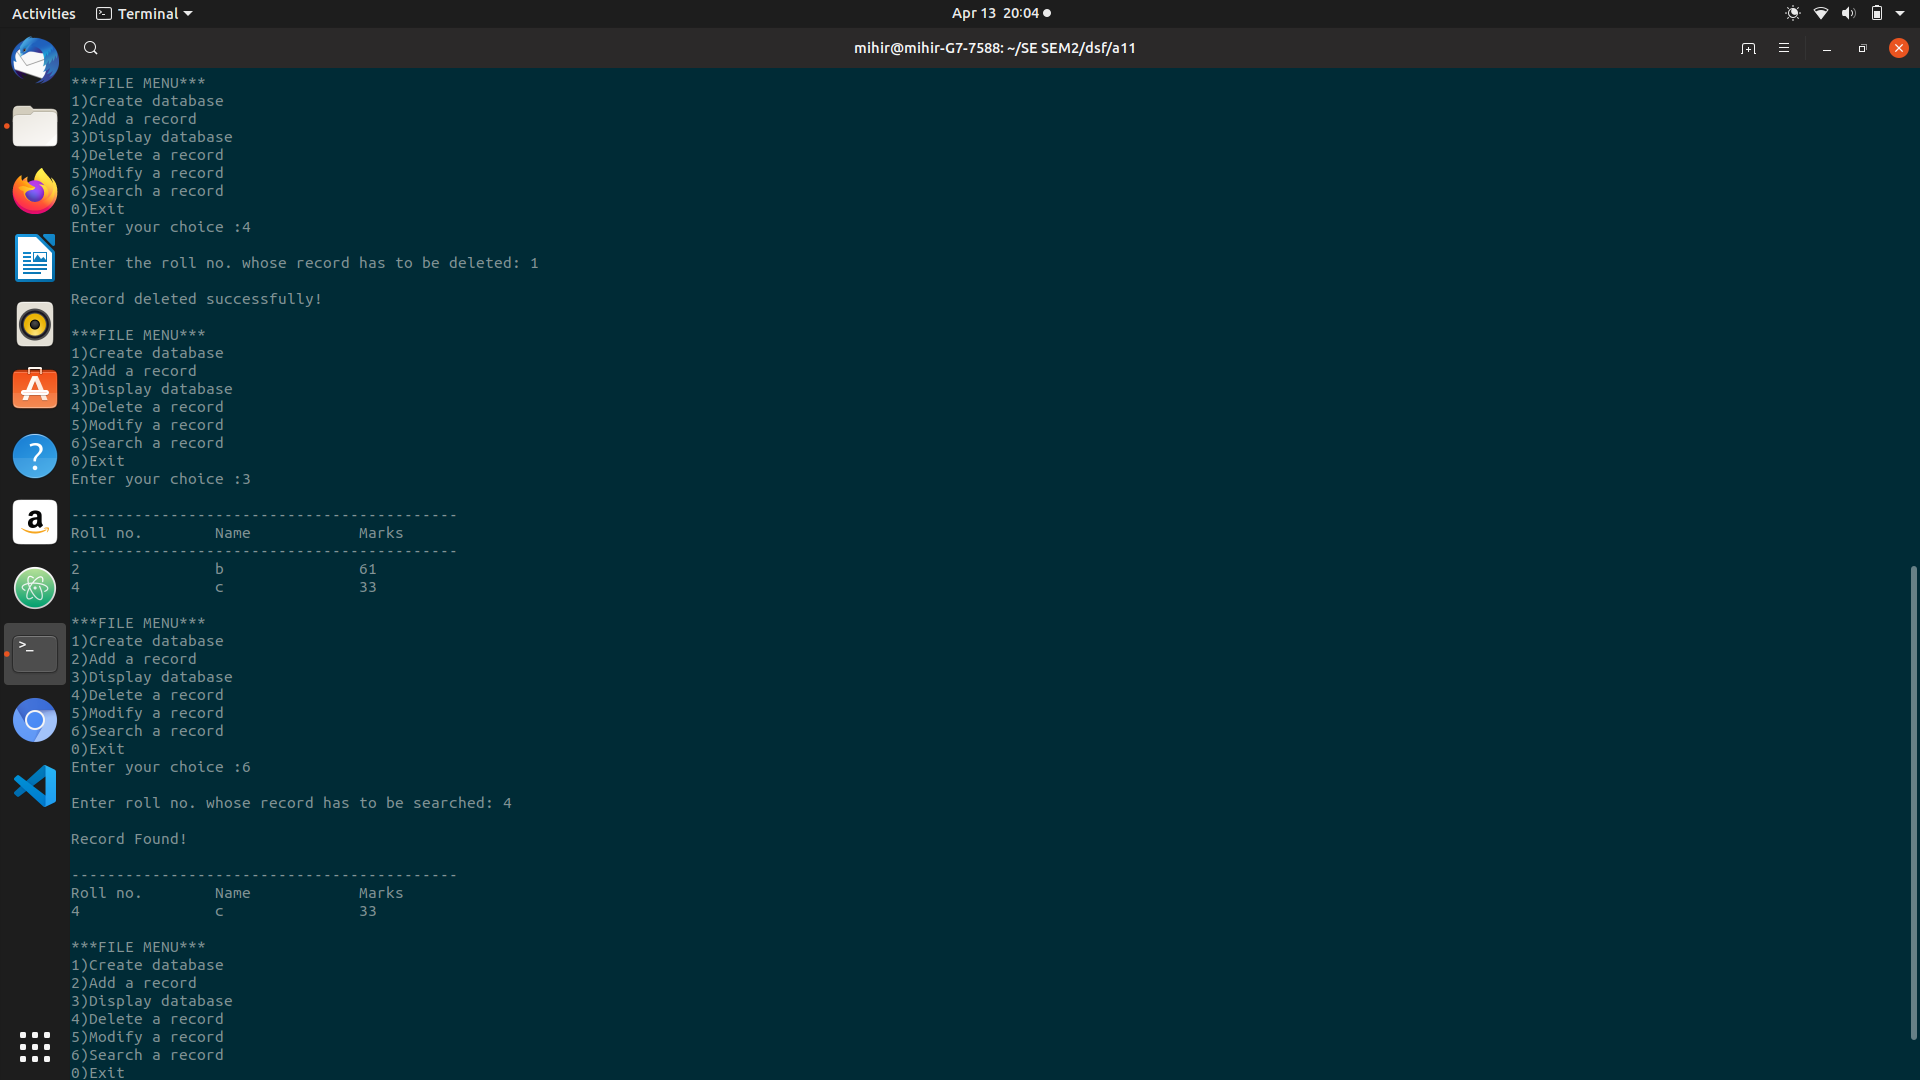 Activities Terminal Apr 13 20:04
mihir@mihir-G7-7588: ~/SE SEM2/dsf/a11
***FILE MENU***
1)Create database
2)Add a record
3)Display database
4)Delete a record
5)Modify a record
6)Search a record
0)Exit
Enter your choice :4
Enter the roll no. whose record has to be deleted: 1
Record deleted successfully!
***FILE MENU***
1)Create database
2)Add a record
3)Display database
4)Delete a record
5)Modify a record
6)Search a record
0)Exit
Enter your choice :3
-------------------------------------------
Roll no. Name Marks
-------------------------------------------
2 b 61
4 c 33
***FILE MENU***
1)Create database
2)Add a record
3)Display database
4)Delete a record
5)Modify a record
6)Search a record
0)Exit
Enter your choice :6
Enter roll no. whose record has to be searched: 4
Record Found!
-------------------------------------------
Roll no. Name Marks
4 c 33
***FILE MENU***
1)Create database
2)Add a record
3)Display database
4)Delete a record
5)Modify a record
6)Search a record
0)Exit